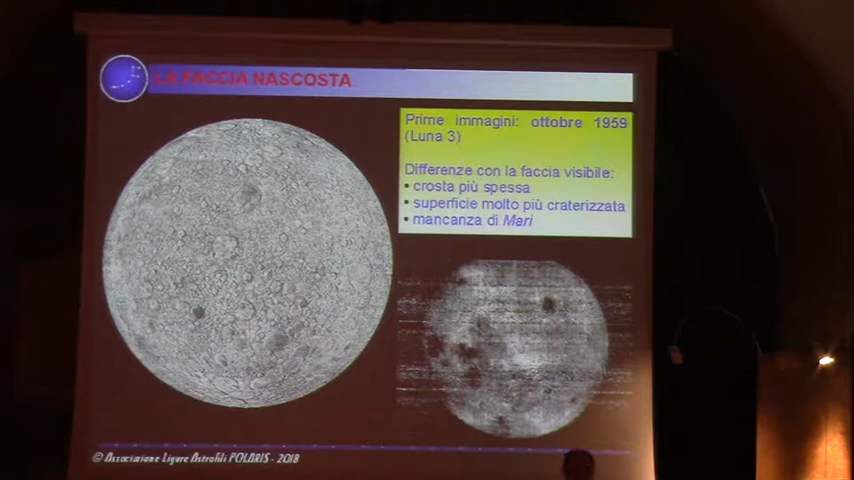 LA FACCIA NASCOSTA
Prime immagini: ottobre 1959
(Luna 3)
Differenze con la faccia visibile:
• crosta più spessa
• superficie molto più craterizzata
• mancanza di Mari
© Associazione Ligure Astrofili POLARIS - 2018